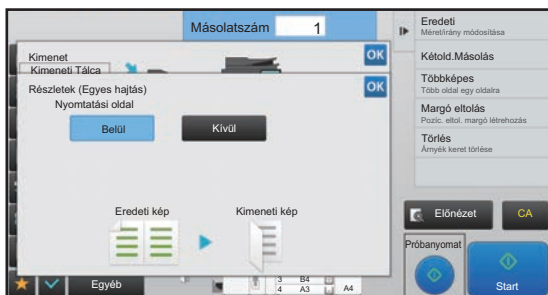 Másolatszám 1
Kimenet OK
Kimeneti Tálca
Részletek (Egyes hajtás) OK
Nyomtatási oldal
Belül Kívül
Eredeti kép Kimeneti kép
Egyéb
3 B4
4 A3 A4
Eredeti
Méret/irány módosítása
Kétold.Másolás
Többképes
Több oldal egy oldalra
Margó eltolás
Pozíc. eltol. margó létrehozás
Törlés
Árnyék keret törlése
Előnézet CA
Próbanyomat
Start